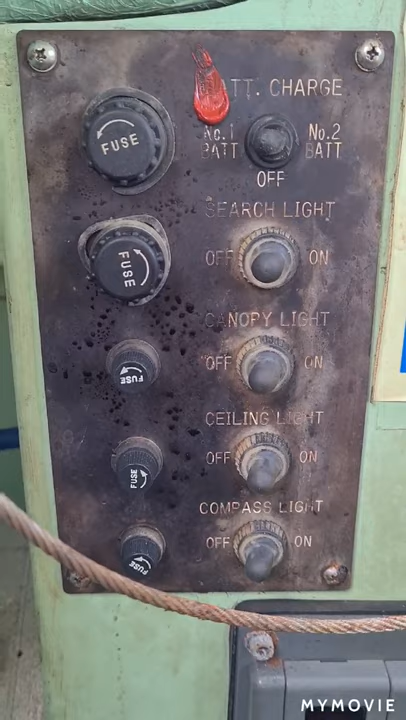 BATT. CHARGE
FUSE
No.1 No.2
BATT BATT
OFF
SEARCH LIGHT
FUSE
OFF ON
CANOPY LIGHT
FUSE
OFF ON
CEILING LIGHT
FUSE
OFF ON
COMPASS LIGHT
FUSE
OFF ON
MYMOVIE